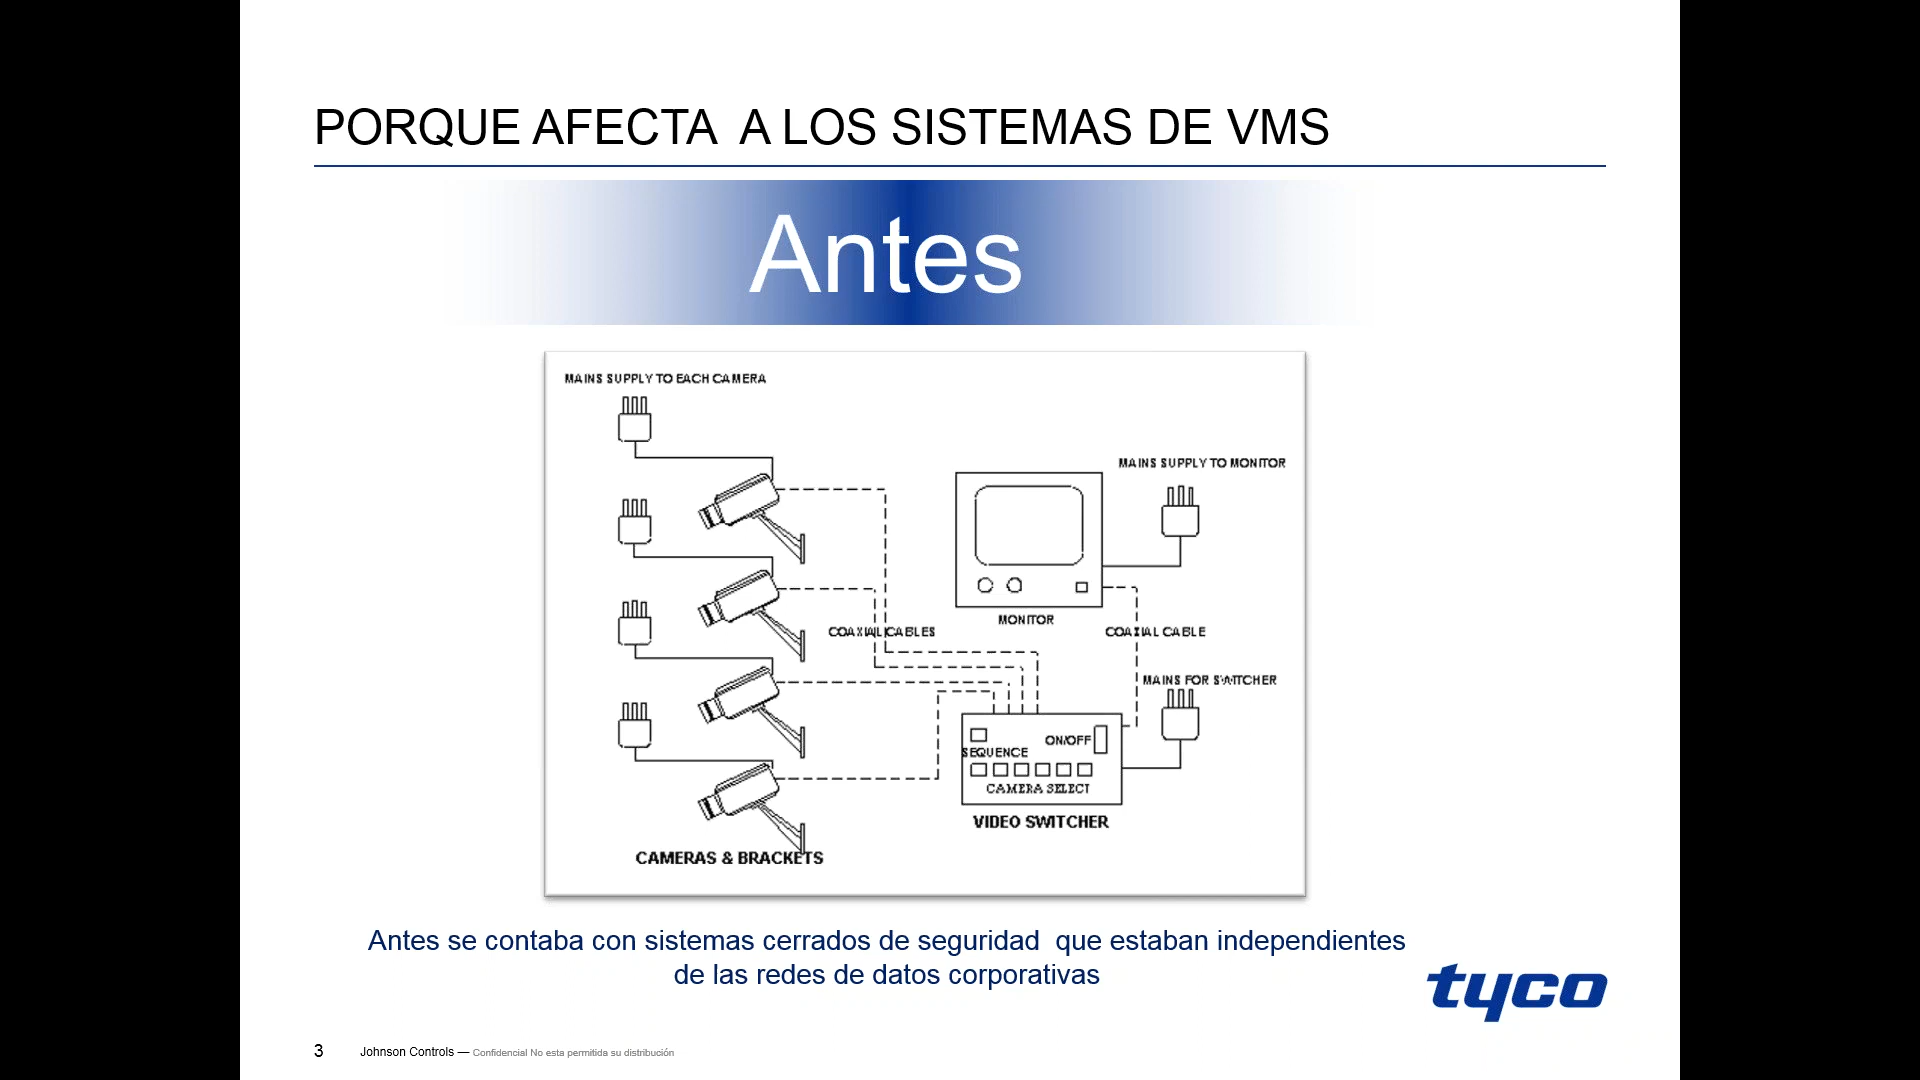 PORQUE AFECTA  A LOS SISTEMAS DE VMS
Antes
MAINS SUPPLY TO EACH CAMERA
MAINS SUPPLY TO MONITOR
MONITOR
COAXIAL CABLES
COAXIAL CABLE
MAINS FOR SWITCHER
ON/OFF
SEQUENCE
CAMERA SELECT
VIDEO SWITCHER
CAMERAS & BRACKETS
Antes se contaba con sistemas cerrados de seguridad  que estaban independientes
de las redes de datos corporativas
tyco
3 Johnson Controls — Confidencial No esta permitida su distribución